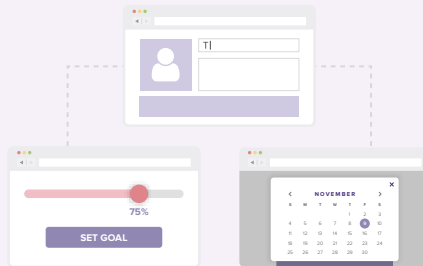 T
75%
SET GOAL
NOVEMBER
S M T W T F S
1 2 3
4 5 6 7 8 9 10
11 12 13 14 15 16 17
18 19 20 21 22 23 24
25 26 27 28 29 30